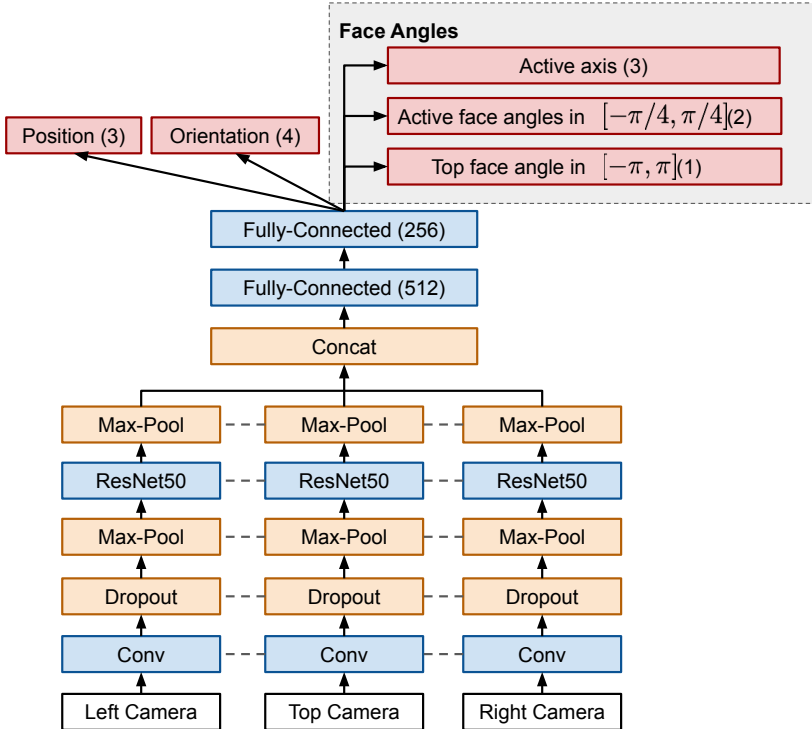 Face Angles
Active axis (3)
Active face angles in [−π/4, π/4](2)
Top face angle in [−π, π](1)
Position (3)
Orientation (4)
Fully-Connected (256)
Fully-Connected (512)
Concat
Max-Pool Max-Pool Max-Pool
ResNet50 ResNet50 ResNet50
Max-Pool Max-Pool Max-Pool
Dropout Dropout Dropout
Conv Conv Conv
Left Camera Top Camera Right Camera